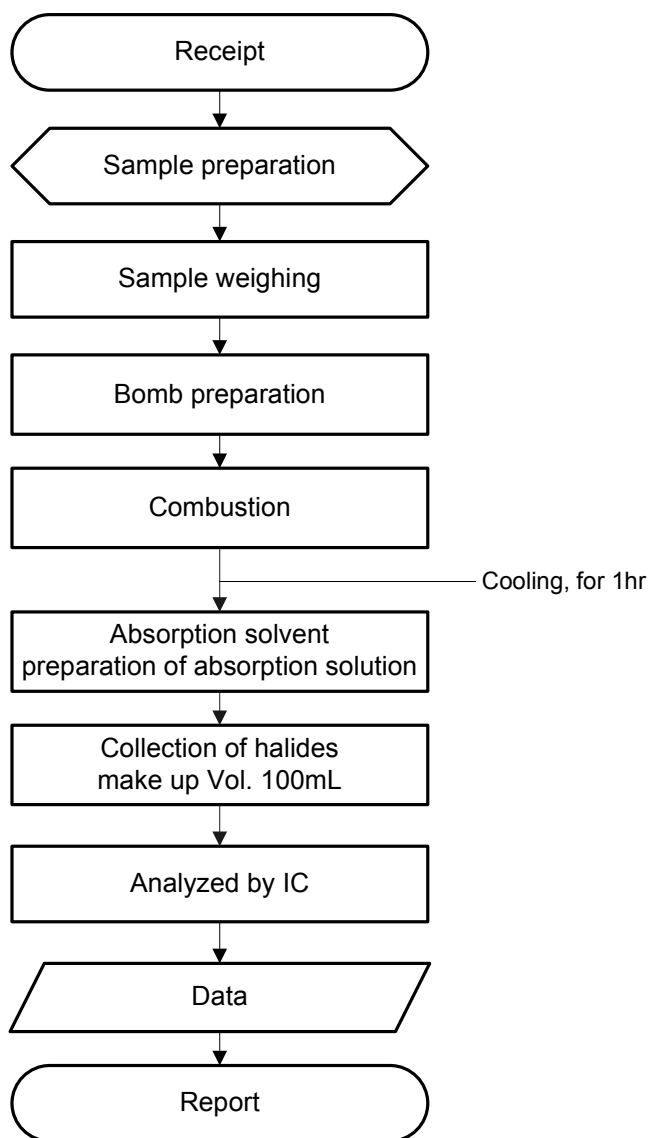 Receipt
Sample preparation
Sample weighing
Bomb preparation
Combustion
Cooling, for 1hr
Absorption solvent
preparation of absorption solution
Collection of halides
make up Vol. 100mL
Analyzed by IC
Data
Report